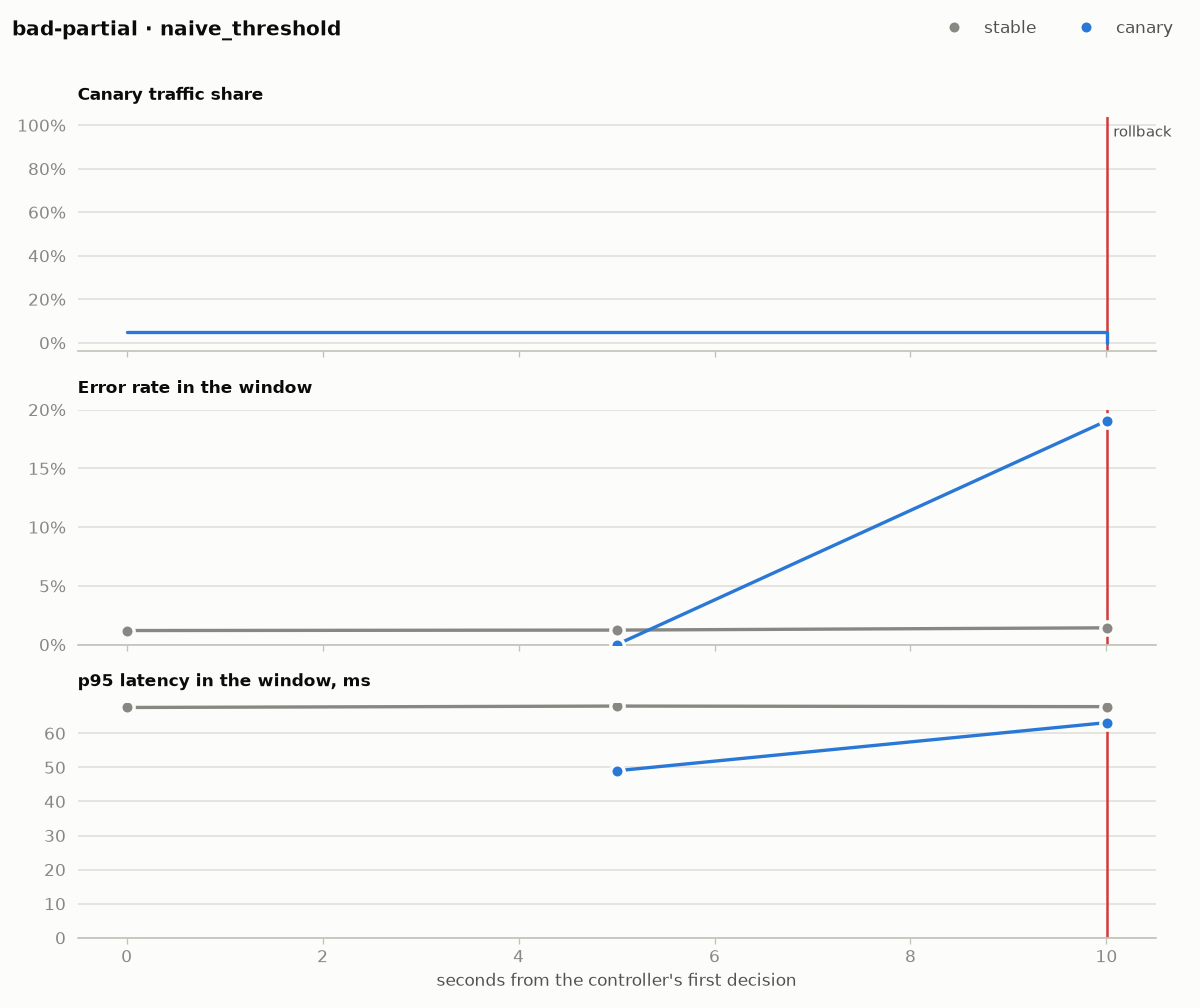 bad-partial · naive_threshold
stable canary
Canary traffic share
100%
rollback
80%
60%
40%
20%
0%
Error rate in the window
20%
15%
10%
5%
0%
p95 latency in the window, ms
60
50
40
30
20
10
0
0 2 4 6 8 10
seconds from the controller's first decision